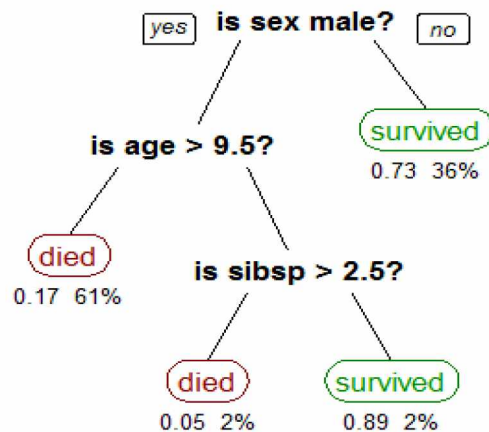 yes is sex male? no
is age > 9.5?
survived
0.73 36%
died
0.17 61%
is sibsp > 2.5?
died
0.05 2%
survived
0.89 2%